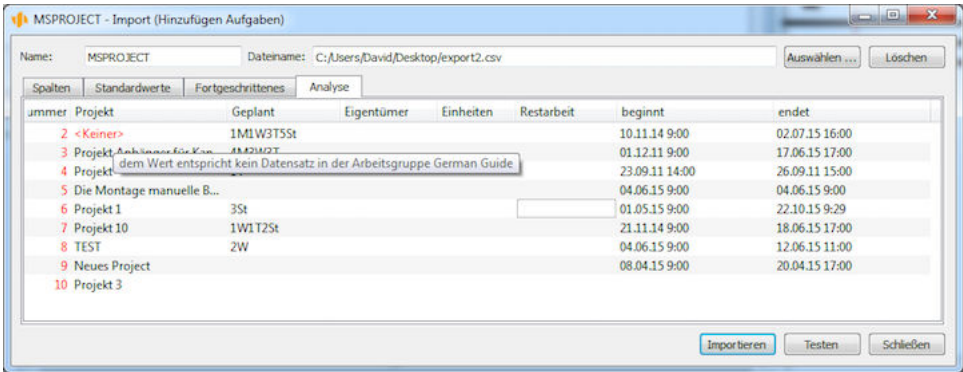 MSPROJECT - Import (Hinzufügen Aufgaben)
Name: MSPROJECT Dateiname: C:/Users/David/Desktop/export2.csv Auswählen ... Löschen
Spalten Standardwerte Fortgeschrittenes Analyse
ummer Projekt Geplant Eigentümer Einheiten Restarbeit beginnt endet
2 <Keiner> 1M1W3T5St 10.11.14 9:00 02.07.15 16:00
3 Projekt Anhänger für Kan 4M3W3T 01.12.11 9:00 17.06.15 17:00
dem Wert entspricht kein Datensatz in der Arbeitsgruppe German Guide
4 Projekt 23.09.11 14:00 26.09.11 15:00
5 Die Montage manuelle B... 04.06.15 9:00 04.06.15 9:00
6 Projekt 1 3St 01.05.15 9:00 22.10.15 9:29
7 Projekt 10 1W1T2St 21.11.14 9:00 18.06.15 17:00
8 TEST 2W 04.06.15 9:00 12.06.15 11:00
9 Neues Project 08.04.15 9:00 20.04.15 17:00
10 Projekt 3
Importieren Testen Schließen